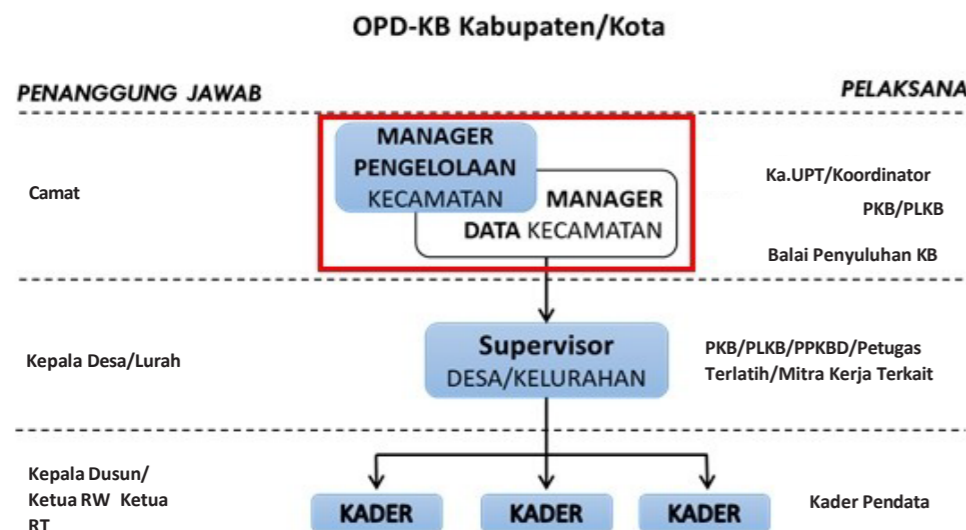 OPD-KB Kabupaten/Kota
PENANGGUNG JAWAB
PELAKSANA
Camat
MANAGER
PENGELOLAAN
KECAMATAN
MANAGER
DATA KECAMATAN
Ka.UPT/Koordinator
PKB/PLKB
Balai Penyuluhan KB
Kepala Desa/Lurah
Supervisor
DESA/KELURAHAN
PKB/PLKB/PPKBD/Petugas
Terlatih/Mitra Kerja Terkait
Kepala Dusun/
Ketua RW Ketua
RT
KADER
KADER
KADER
Kader Pendata